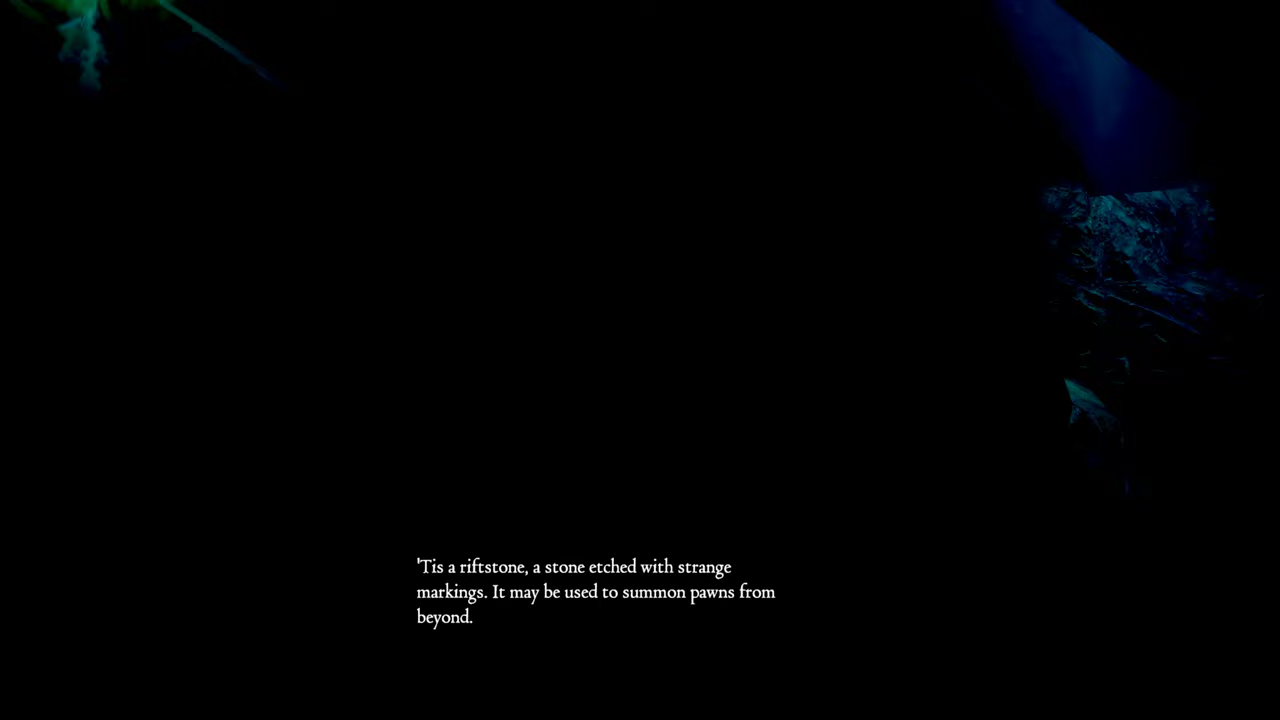 'Tis a riftstone, a stone etched with strange
markings. It may be used to summon pawns from
beyond.